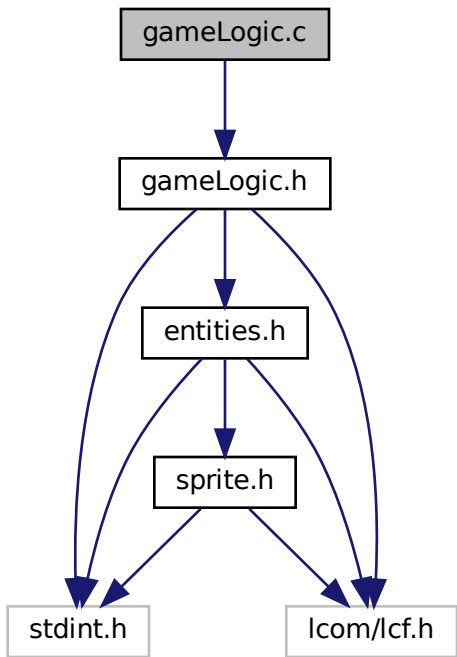 gameLogic.c
gameLogic.h
entities.h
sprite.h
stdint.h
lcom/lcf.h